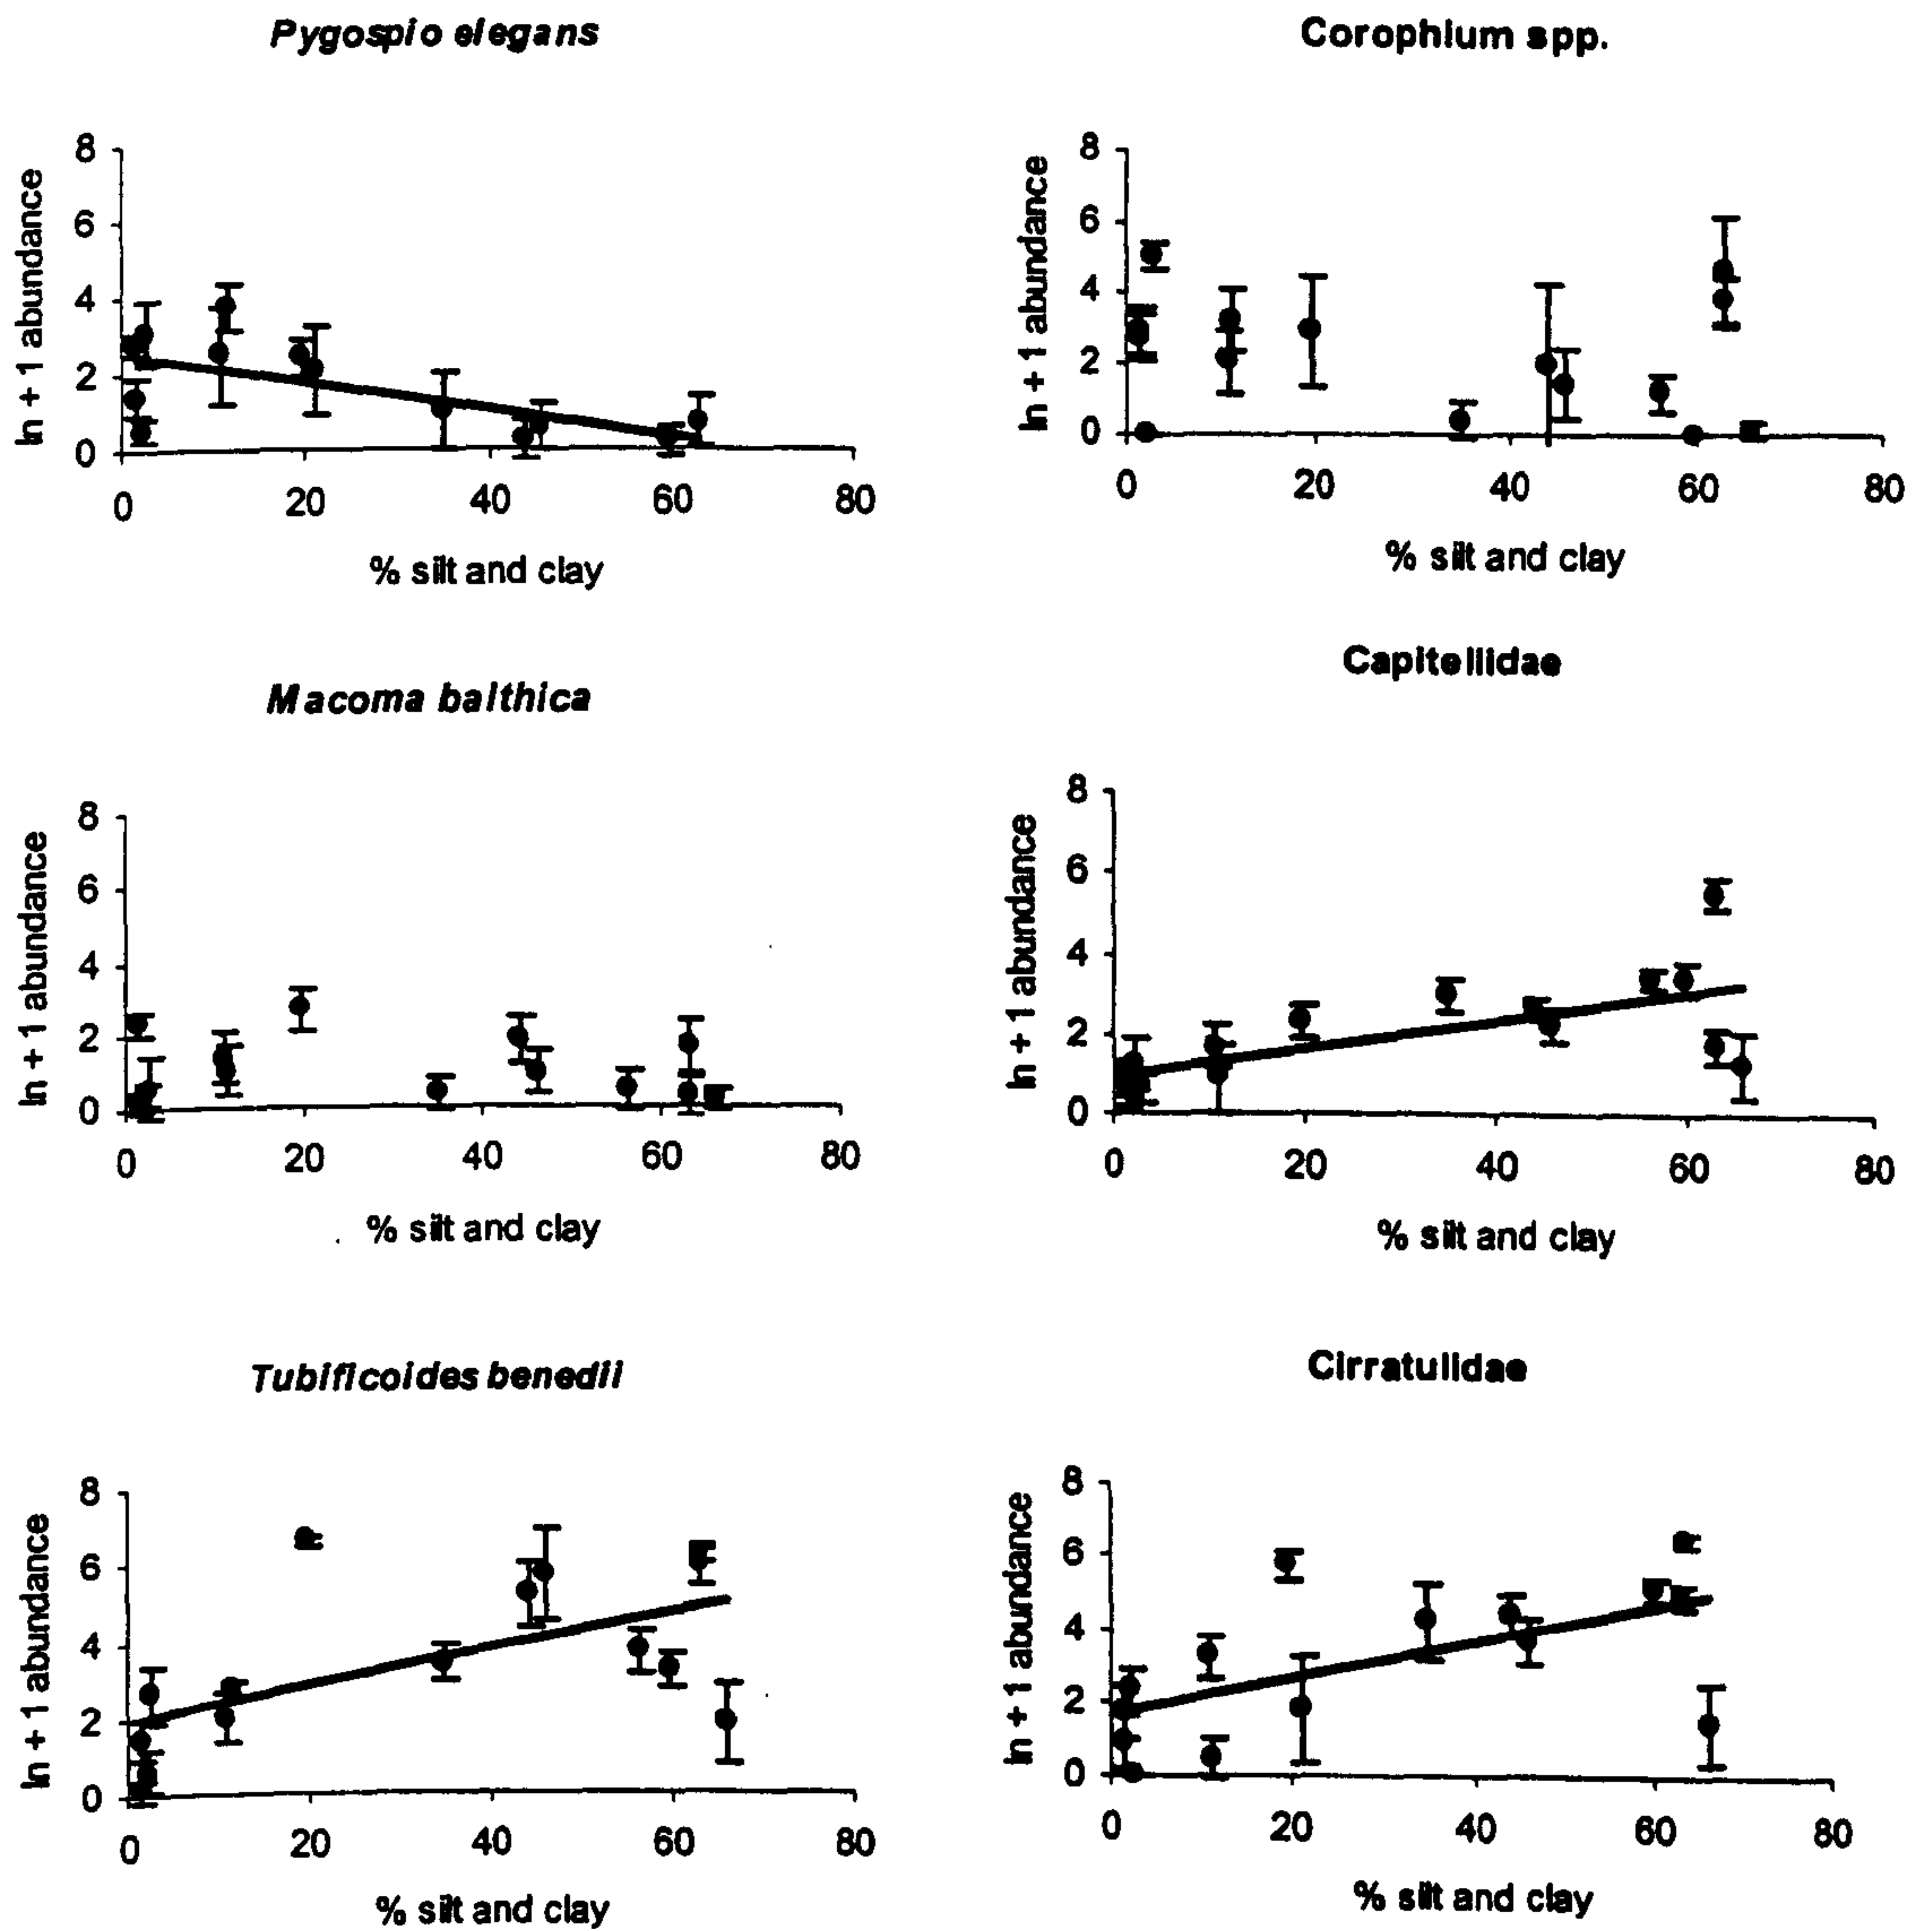 Pygospio elegans
ln + 1 abundance
8
6
4
2
0
0 20 40 60 80
% silt and clay
Corophium spp.
ln + 1 abundance
8
6
4
2
0
0 20 40 60 80
% silt and clay
Macoma balthica
ln + 1 abundance
8
6
4
2
0
0 20 40 60 80
% silt and clay
Capitellidae
ln + 1 abundance
8
6
4
2
0
0 20 40 60 80
% silt and clay
Tubificoides benedii
ln + 1 abundance
8
6
4
2
0
0 20 40 60 80
% silt and clay
Cirratulidae
ln + 1 abundance
8
6
4
2
0
0 20 40 60 80
% silt and clay